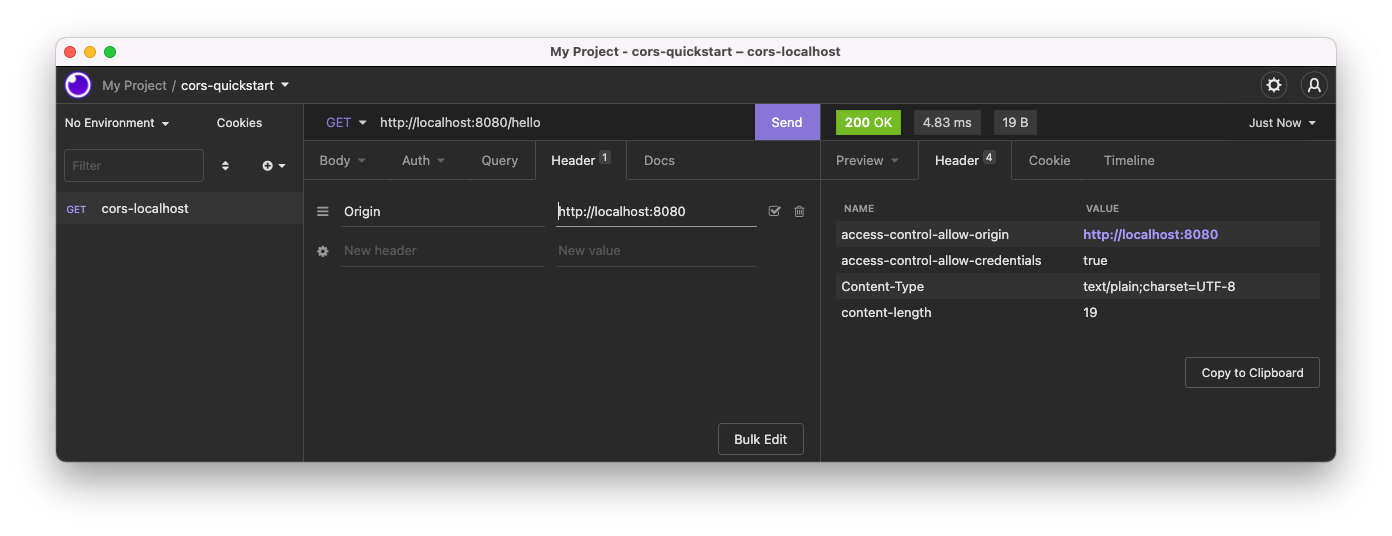 My Project - cors-quickstart – cors-localhost
My Project / cors-quickstart
No Environment Cookies
Filter
GET cors-localhost
GET http://localhost:8080/hello Send
Body Auth Query Header 1 Docs
Origin http://localhost:8080
New header New value
Bulk Edit
200 OK 4.83 ms 19 B Just Now
Preview Header 4 Cookie Timeline
NAME VALUE
access-control-allow-origin http://localhost:8080
access-control-allow-credentials true
Content-Type text/plain;charset=UTF-8
content-length 19
Copy to Clipboard